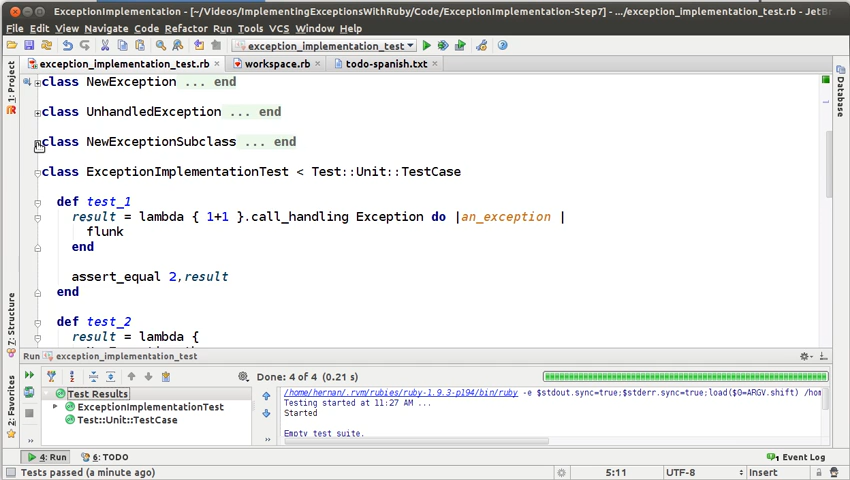 ExceptionImplementation - [~/Videos/ImplementingExceptionsWithRuby/Code/ExceptionImplementation-Step7] - .../exception_implementation_test.rb - JetB
File Edit View Navigate Code Refactor Run Tools VCS Window Help
exception_implementation_test
exception_implementation_test.rb workspace.rb todo-spanish.txt
1: Project
Database
class NewException ... end
class UnhandledException ... end
class NewExceptionSubclass ... end
class ExceptionImplementationTest < Test::Unit::TestCase
def test_1
result = lambda { 1+1 }.call_handling Exception do |an_exception |
flunk
end
assert_equal 2,result
end
def test_2
result = lambda {
7: Structure
2: Favorites
Run exception_implementation_test
Done: 4 of 4 (0.21 s)
Test Results
ExceptionImplementationTest
Test::Unit::TestCase
/home/hernan/.rvm/rubies/ruby-1.9.3-p194/bin/ruby -e $stdout.sync=true;$stderr.sync=true;load($0=ARGV.shift) /ho
Testing started at 11:27 AM ...
Started
Empty test suite.
4: Run 6: TODO Event Log
Tests passed (a minute ago) 5:11 UTF-8 Insert